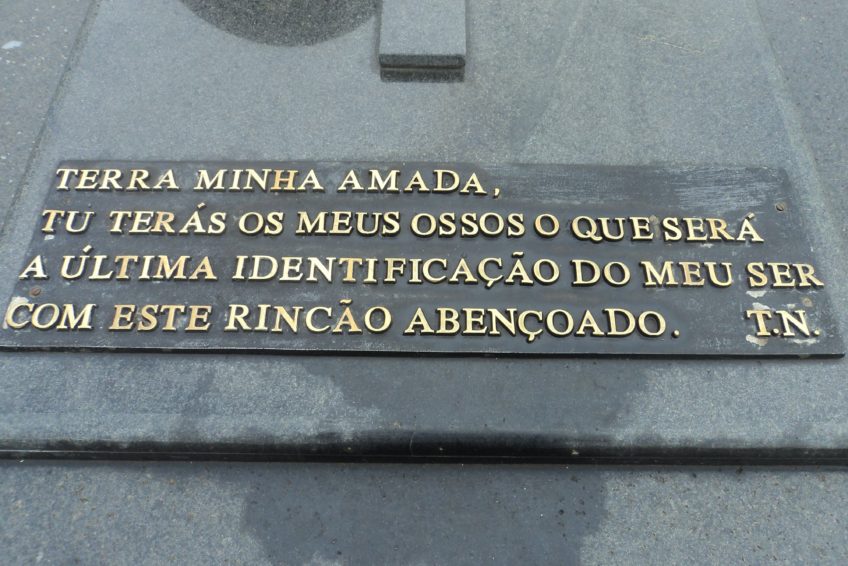 TERRA MINHA AMADA,
TU TERÁS OS MEUS OSSOS O QUE SERÁ
A ÚLTIMA IDENTIFICAÇÃO DO MEU SER
COM ESTE RINCÃO ABENÇOADO. T.N.